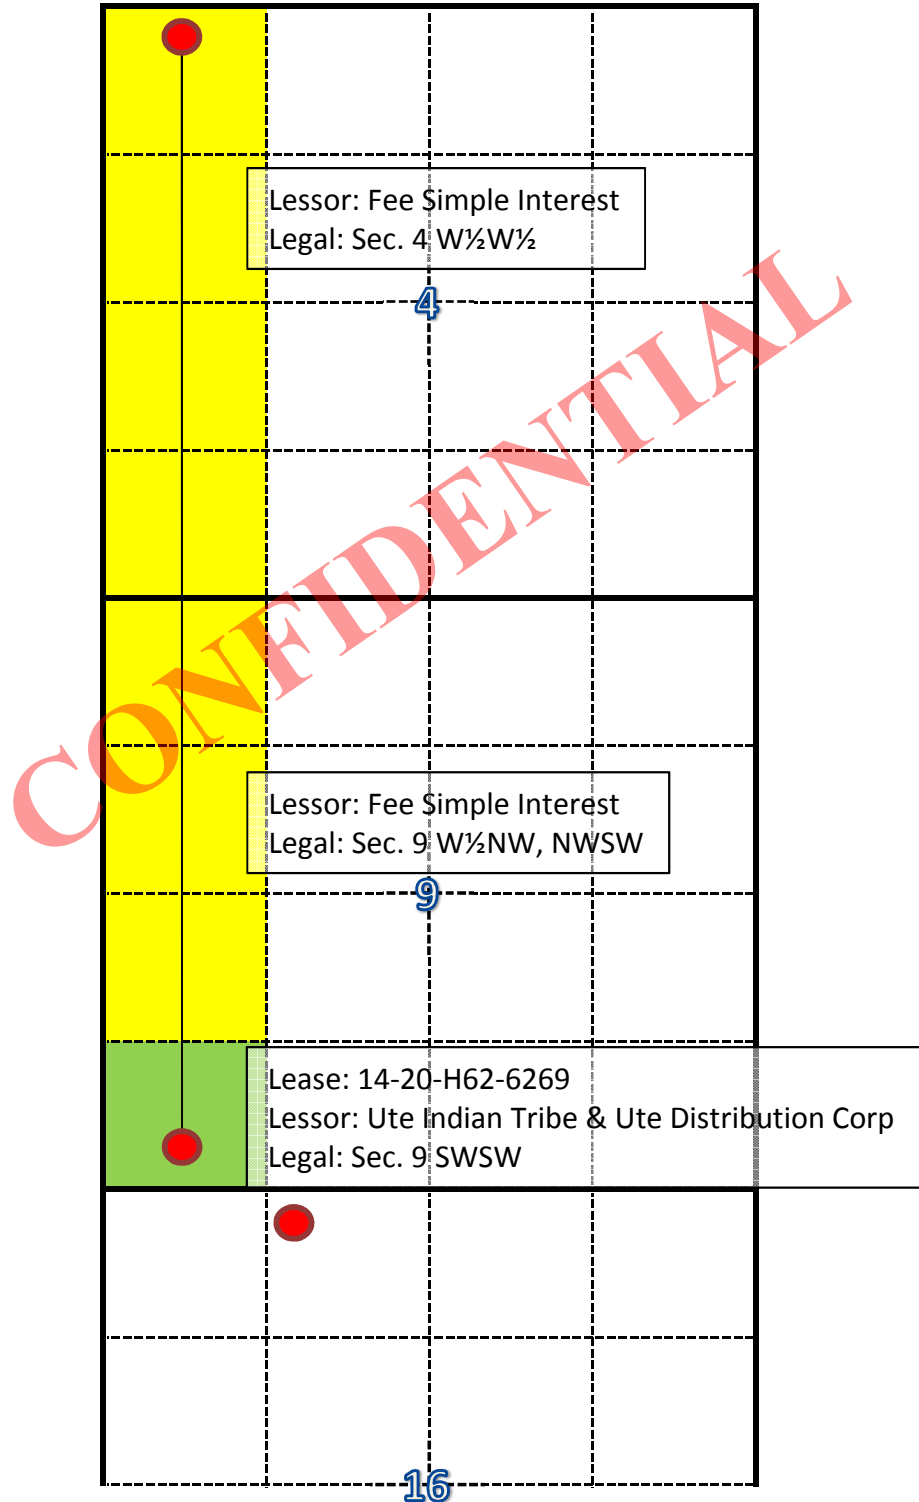 Lessor: Fee Simple Interest
Legal: Sec. 4 W½W½
4
CONFIDENTIAL
Lessor: Fee Simple Interest
Legal: Sec. 9 W½NW, NWSW
9
Lease: 14-20-H62-6269
Lessor: Ute Indian Tribe & Ute Distribution Corp
Legal: Sec. 9 SWSW
16